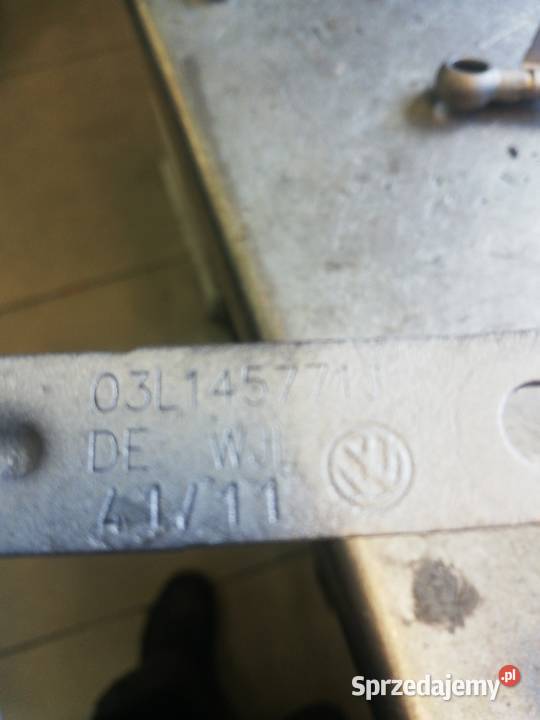 03L145771J
DE WJL
41/11
Sprzedajemy.pl